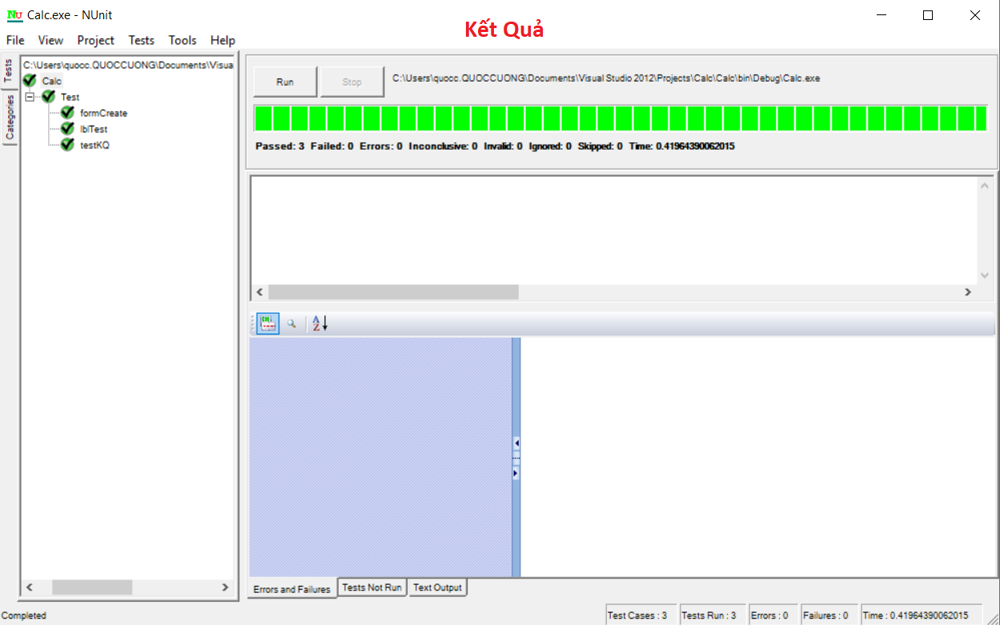 NU Calc.exe - NUnit
Kết Quả
File View Project Tests Tools Help
Tests
Categories
C:\Users\quocc.QUOCCUONG\Documents\Visua
Calc
Test
formCreate
lblTest
testKQ
Run Stop C:\Users\quocc.QUOCCUONG\Documents\Visual Studio 2012\Projects\Calc\Calc\bin\Debug\Calc.exe
Passed: 3 Failed: 0 Errors: 0 Inconclusive: 0 Invalid: 0 Ignored: 0 Skipped: 0 Time: 0.41964390062015
A
Z
Errors and Failures Tests Not Run Text Output
Completed Test Cases : 3 Tests Run : 3 Errors : 0 Failures : 0 Time : 0.41964390062015